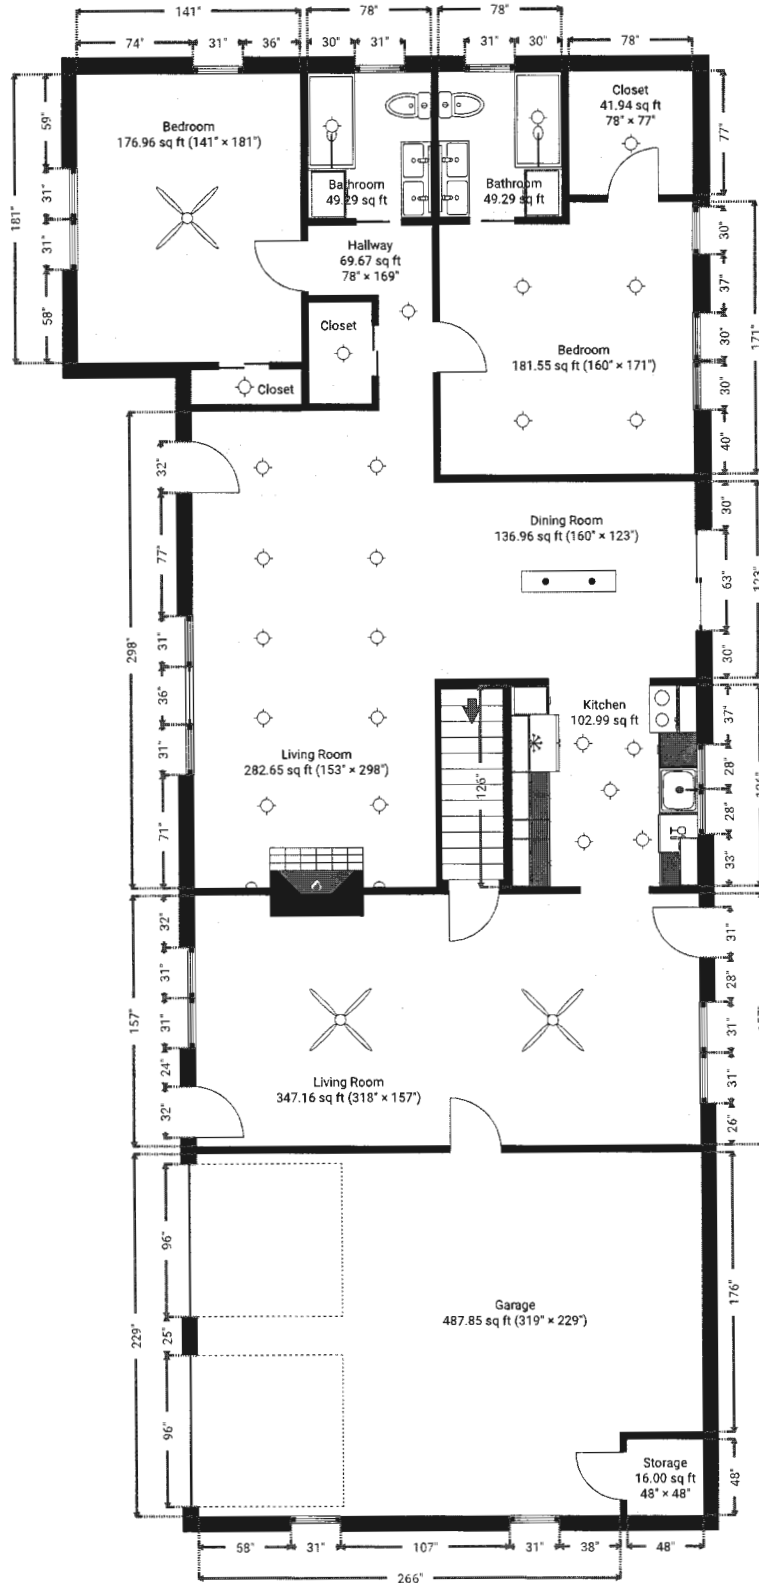 141"
78"
78"
74"
31"
36"
30"
31"
31"
30"
78"
Bedroom
176.96 sq ft (141" × 181")
59"
31"
31"
58"
181"
Bathroom
49.29 sq ft
Bathroom
49.29 sq ft
Closet
41.94 sq ft
78" × 77"
77"
Hallway
69.67 sq ft
78" × 169"
Closet
Closet
Bedroom
181.55 sq ft (160" × 171")
30"
37"
30"
30"
40"
171"
32"
77"
31"
36"
31"
71"
298"
Dining Room
136.96 sq ft (160" × 123")
30"
63"
30"
123"
Living Room
282.65 sq ft (153" × 298")
126"
Kitchen
102.99 sq ft
37"
28"
28"
33"
32"
31"
31"
24"
32"
157"
Living Room
347.16 sq ft (318" × 157")
31"
28"
31"
31"
26"
96"
25"
96"
229"
Garage
487.85 sq ft (319" × 229")
176"
Storage
16.00 sq ft
48" × 48"
48"
58"
31"
107"
31"
38"
48"
266"